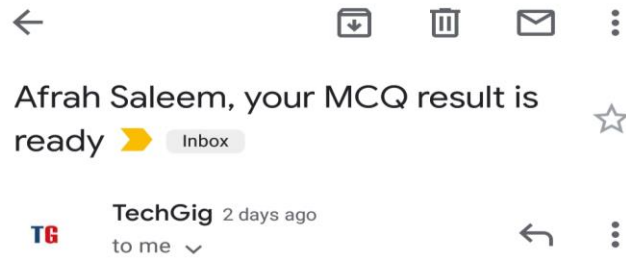 Afrah Saleem, your MCQ result is
ready Inbox
TG TechGig 2 days ago
to me